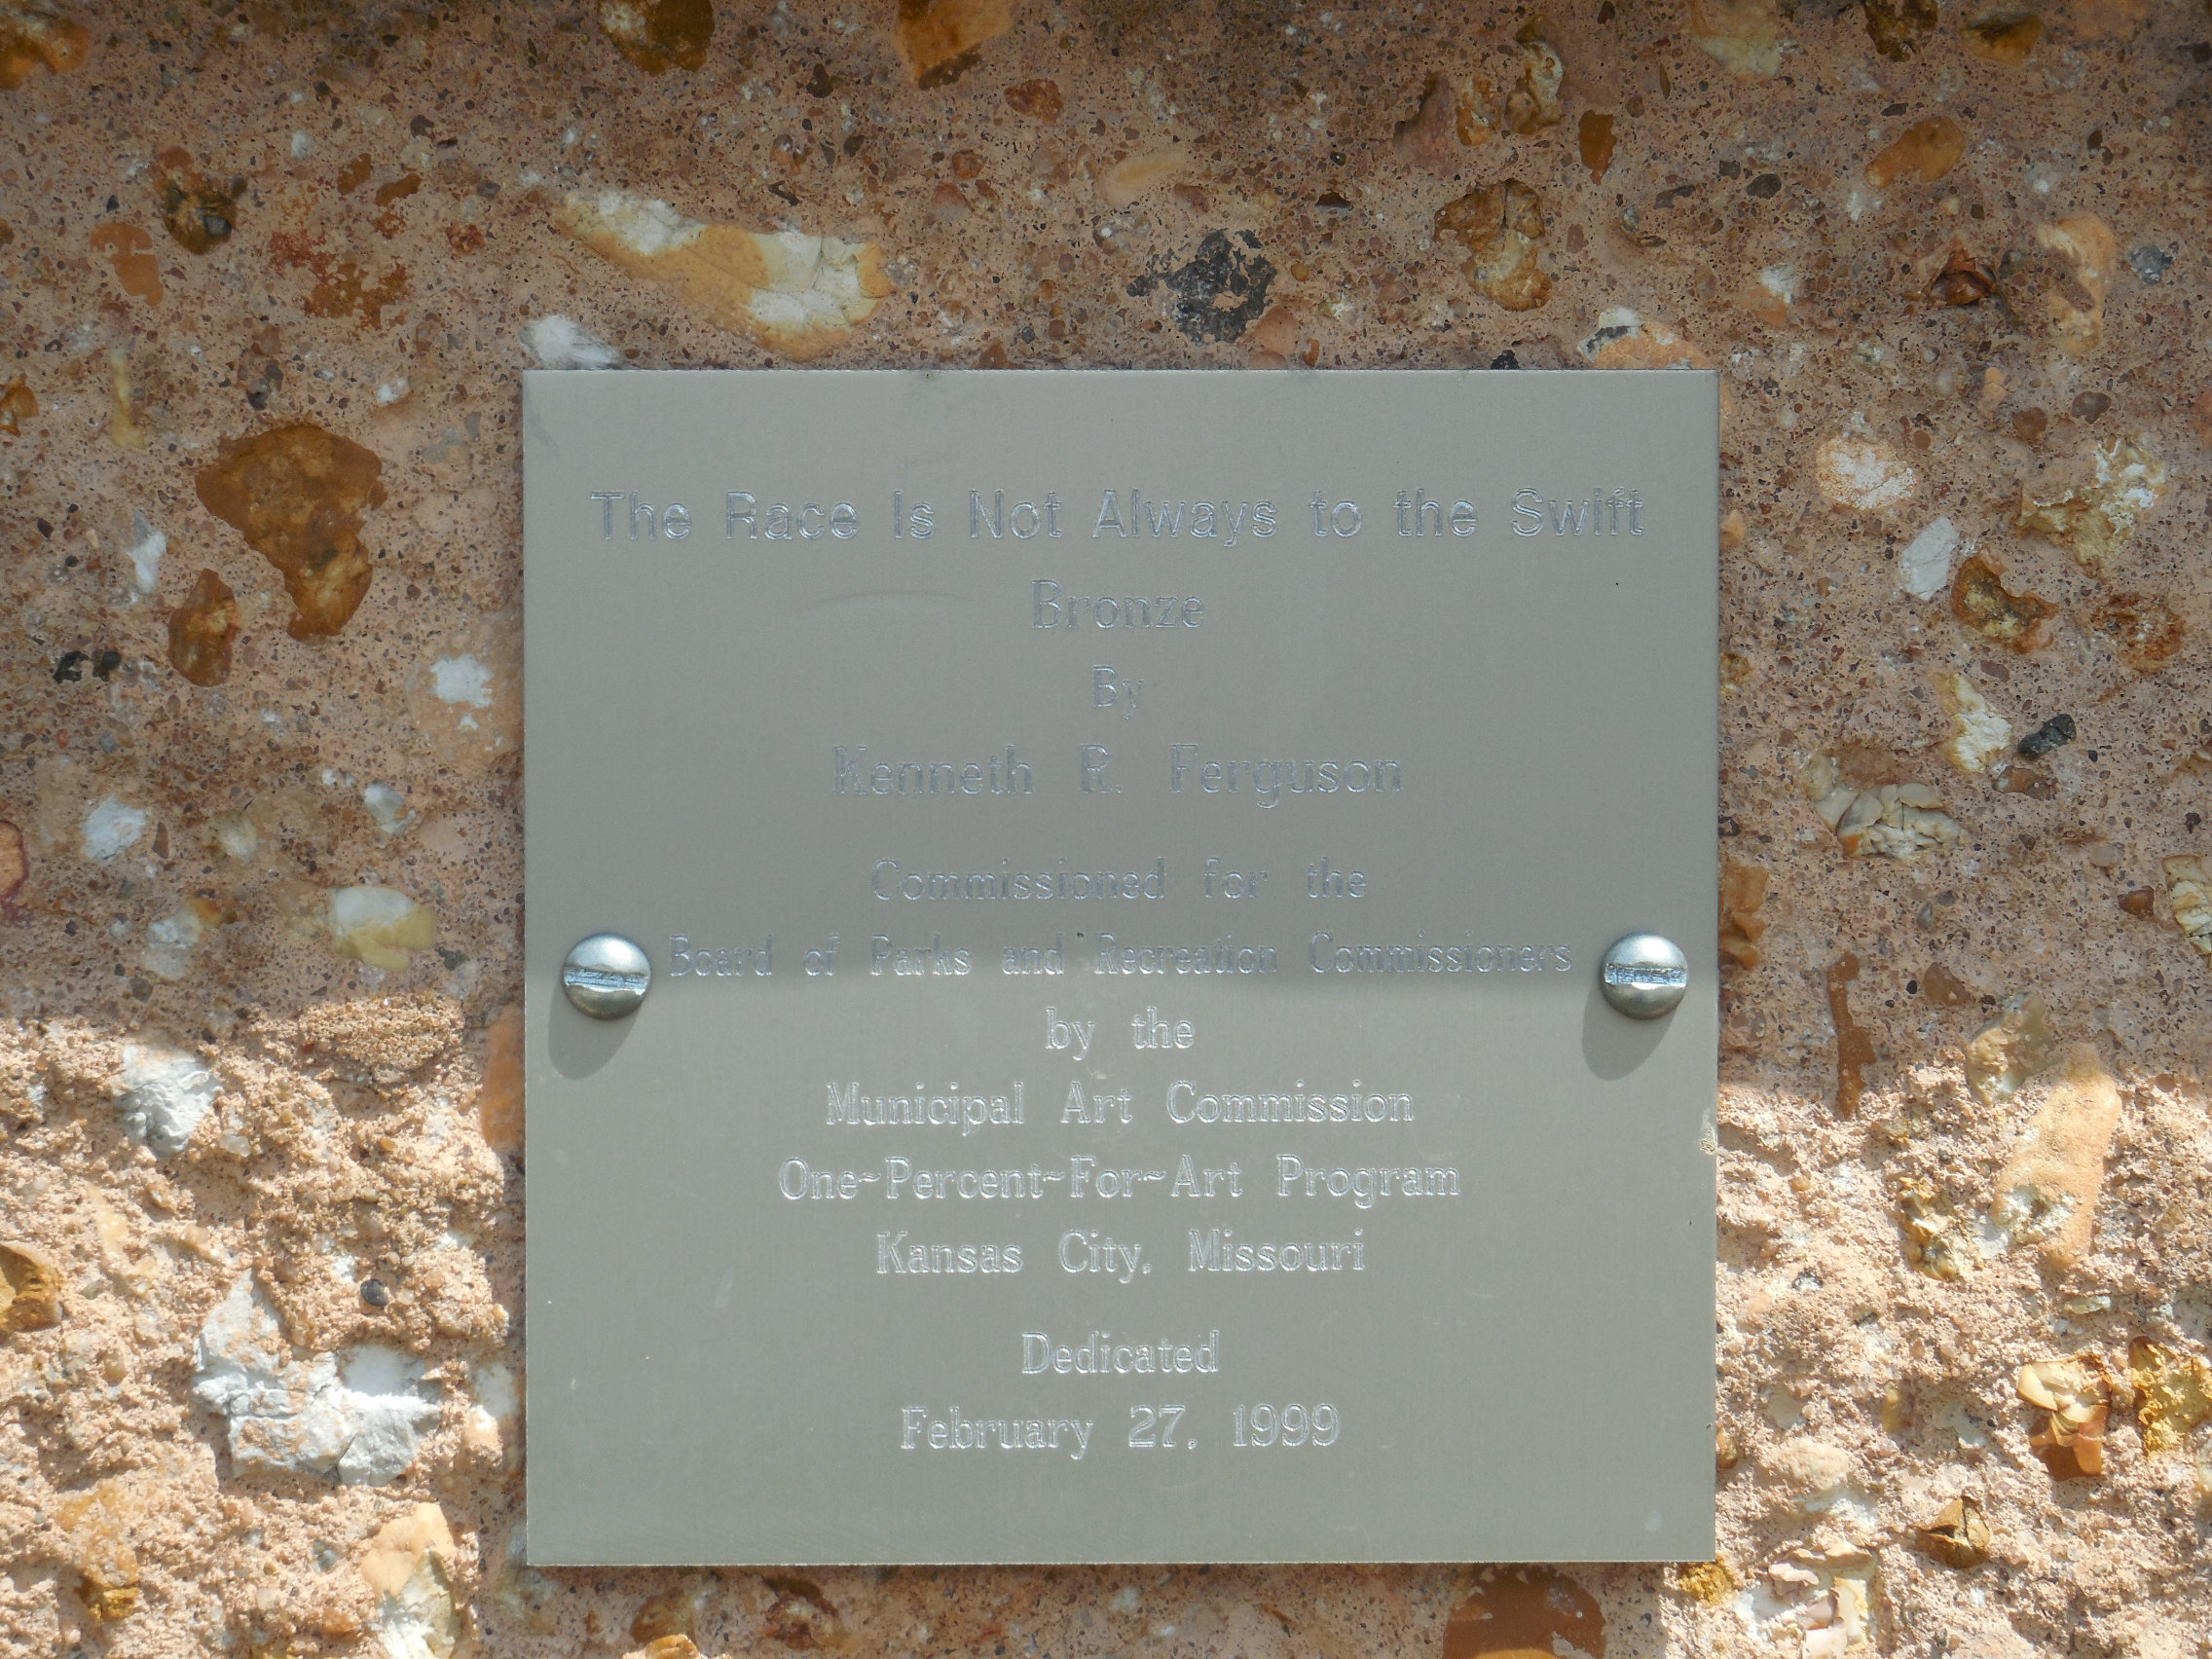 The Race Is Not Always to the Swift
Bronze
By
Kenneth R. Ferguson
Commissioned for the
Board of Parks and Recreation Commissioners
by the
Municipal Art Commission
One~Percent~For~Art Program
Kansas City, Missouri
Dedicated
February 27, 1999